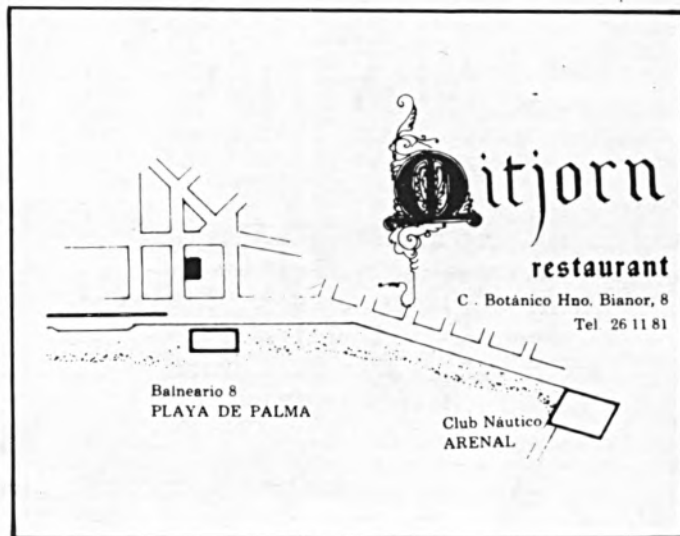 Mitjorn
restaurant
C. Botánico Hno. Bianor, 8
Tel. 26 11 81
Balneario 8
PLAYA DE PALMA
Club Náutico
ARENAL